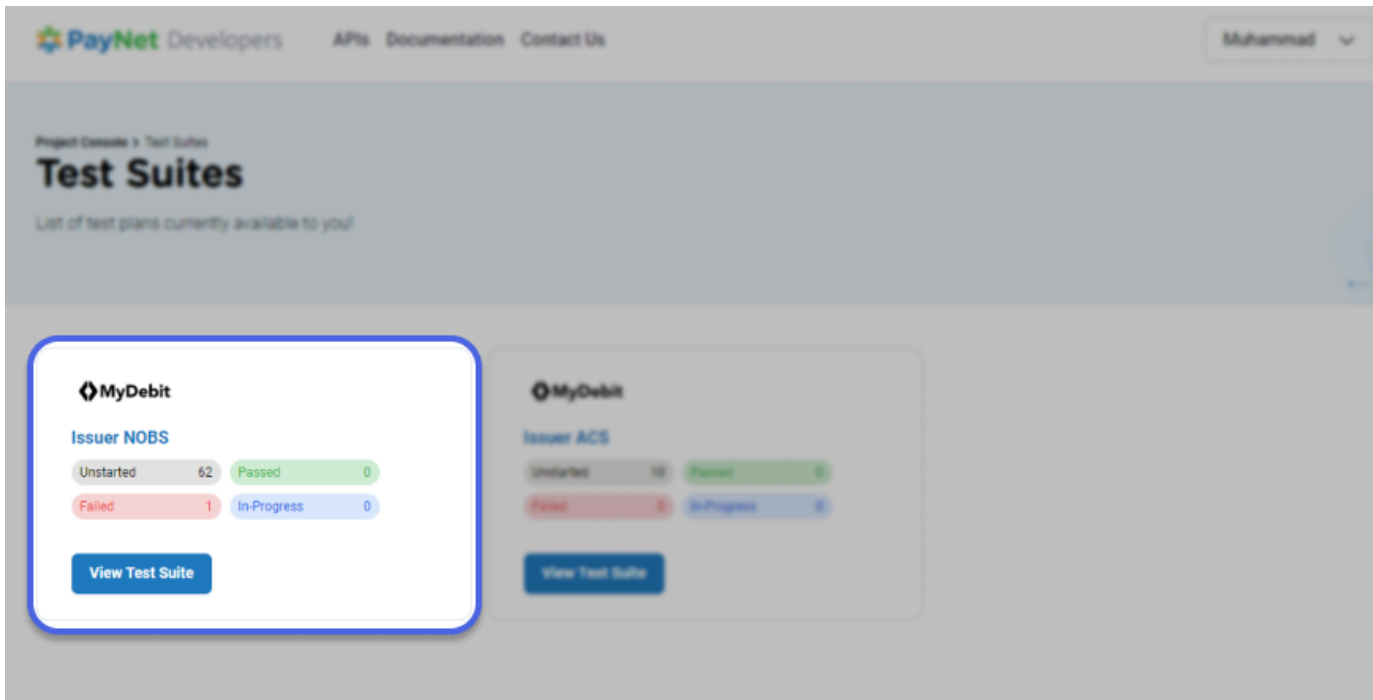 PayNet Developers APIs Documentation Contact Us Muhammad
Project Console > Test Suites
Test Suites
List of test plans currently available to you!
MyDebit
Issuer NOBS
Unstarted 62 Passed 0
Failed 1 In-Progress 0
View Test Suite
MyDebit
Issuer ACS
Unstarted 10 Passed 0
Failed 0 In-Progress 0
View Test Suite